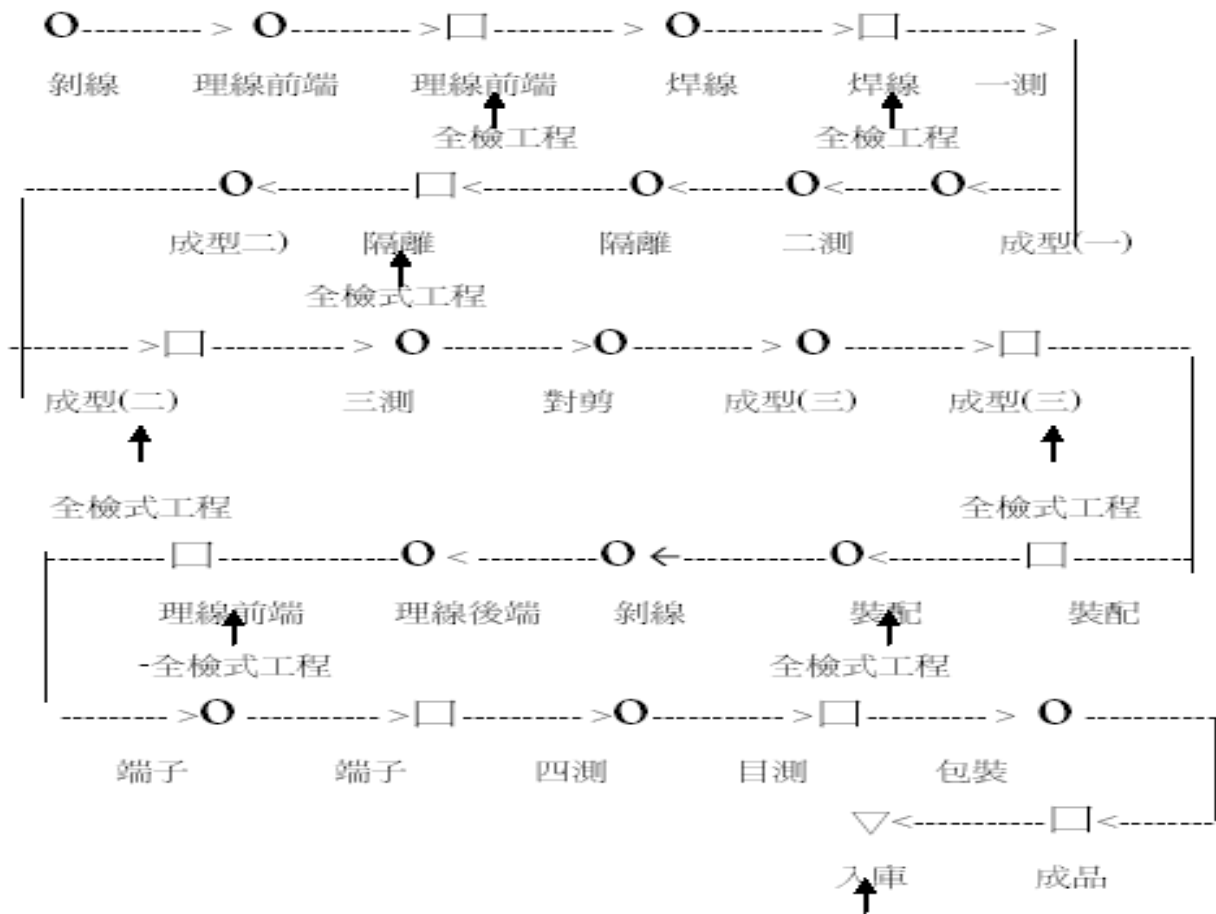 剝線 理線前端 理線前端 焊線 焊線 一測
全檢工程 全檢工程
成型二) 隔離 隔離 二測 成型(一)
全檢式工程
成型(二) 三測 對剪 成型(三) 成型(三)
全檢式工程 全檢式工程
理線前端 理線後端 剝線 裝配 裝配
-全檢式工程 全檢式工程
端子 端子 四測 目測 包裝
入庫 成品